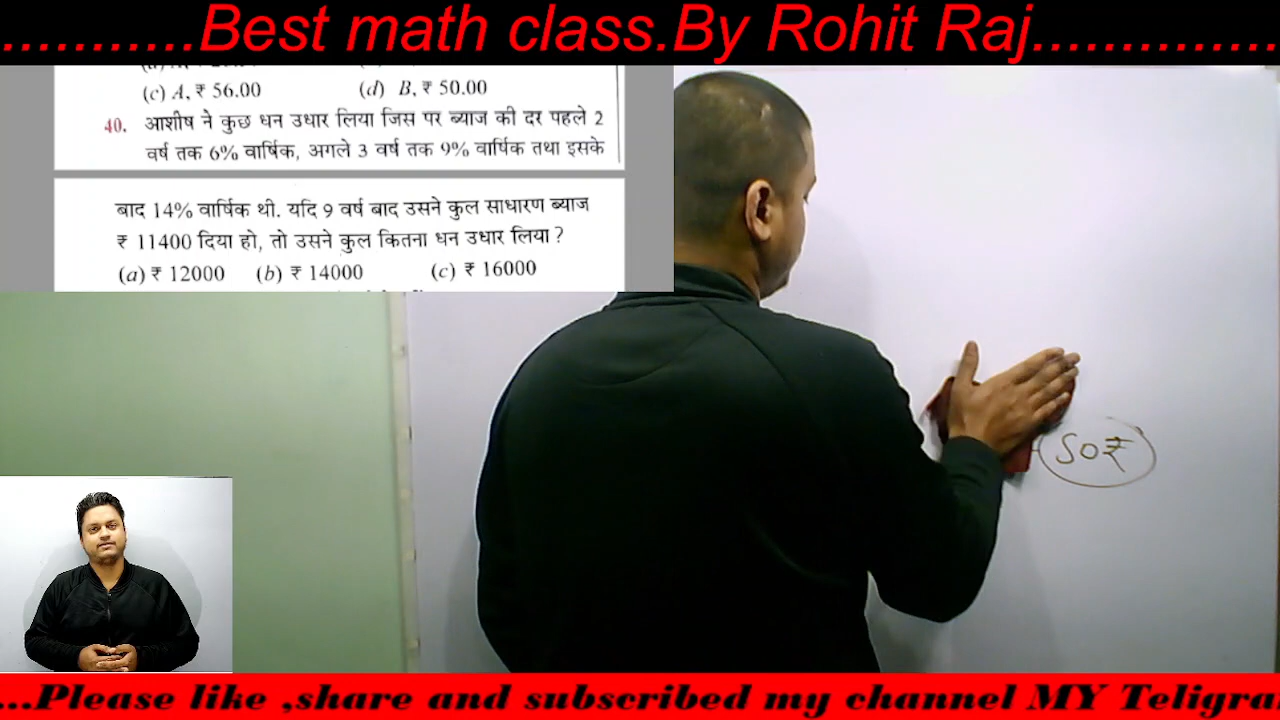 ...........Best math class.By Rohit Raj..............
(c) A, ₹ 56.00 (d) B, ₹ 50.00
40. आशीष ने कुछ धन उधार लिया जिस पर ब्याज की दर पहले 2
वर्ष तक 6% वार्षिक, अगले 3 वर्ष तक 9% वार्षिक तथा इसके
बाद 14% वार्षिक थी. यदि 9 वर्ष बाद उसने कुल साधारण ब्याज
₹ 11400 दिया हो, तो उसने कुल कितना धन उधार लिया ?
(a) ₹ 12000 (b) ₹ 14000 (c) ₹ 16000
50₹
...Please like ,share and subscribed my channel MY Teligra